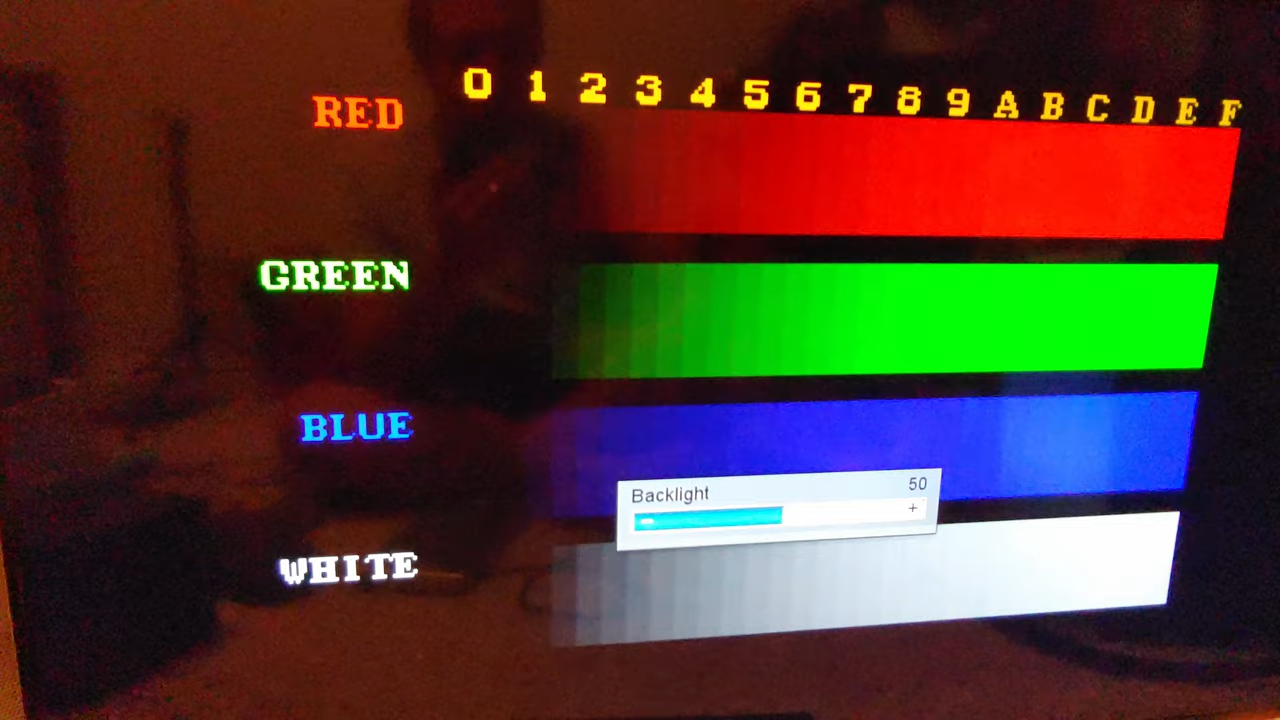 0 1 2 3 4 5 6 7 8 9 A B C D E F
RED
GREEN
BLUE
Backlight 50
+
WHITE